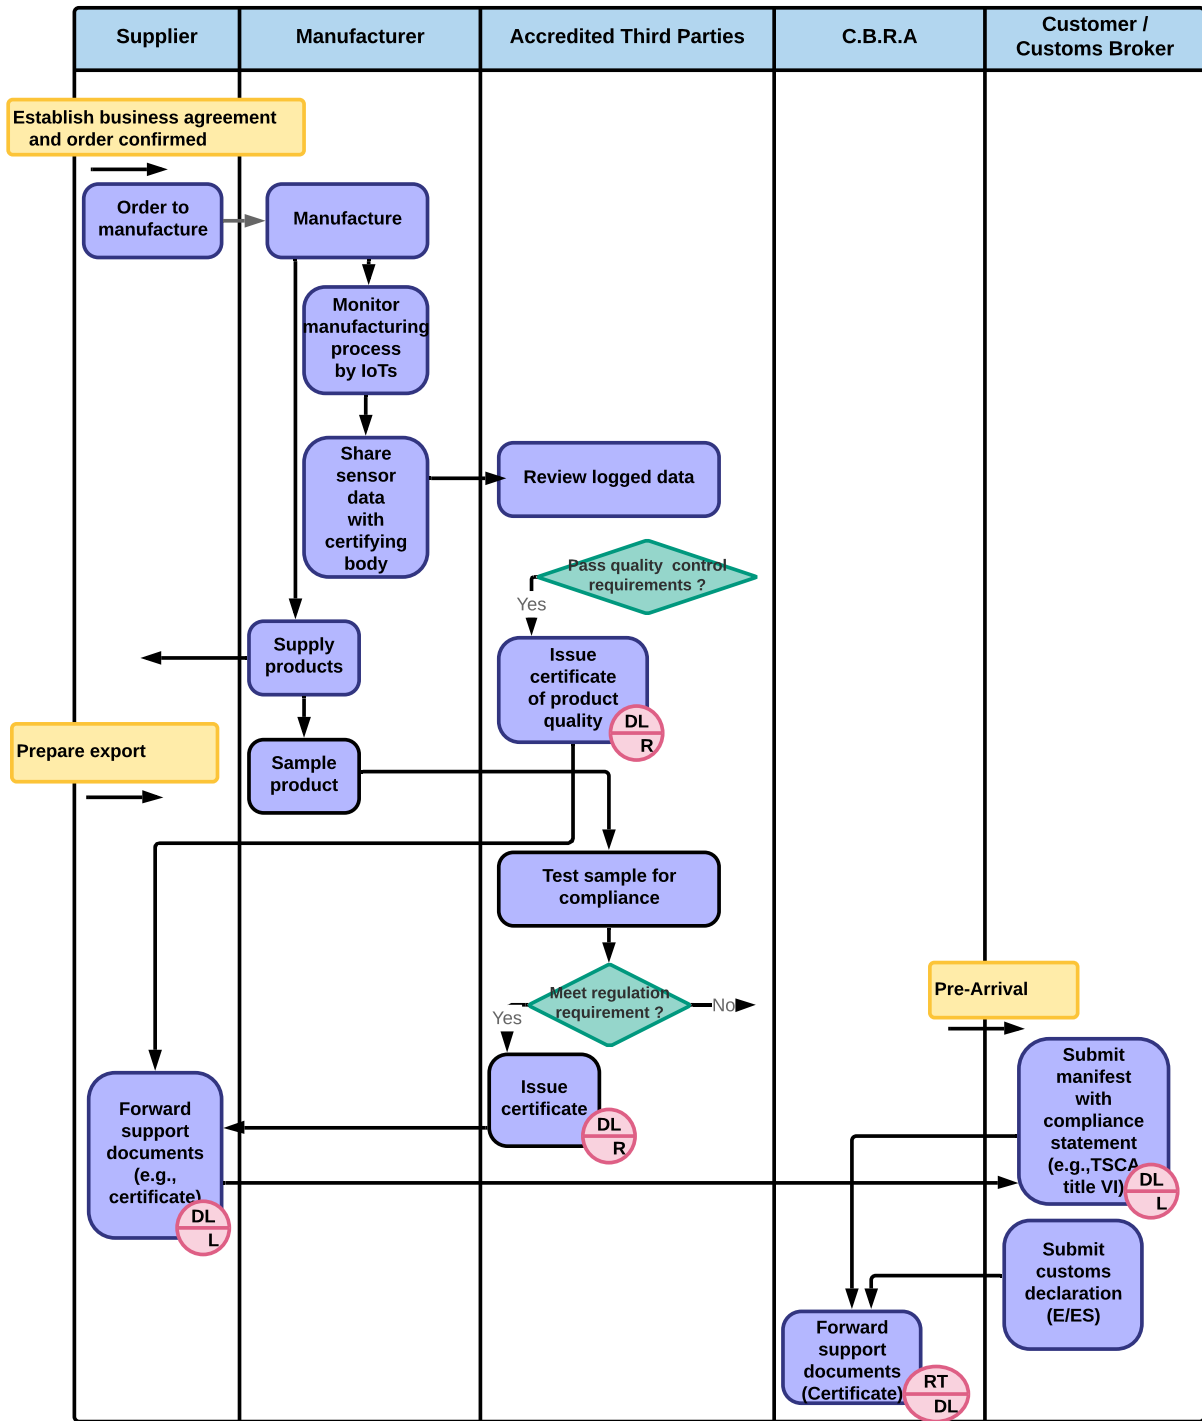 Supplier
Manufacturer
Accredited Third Parties
C.B.R.A
Customer /
Customs Broker
Establish business agreement
and order confirmed
Order to
manufacture
Manufacture
Monitor
manufacturing
process
by IoTs
Share
sensor
data
with
certifying
body
Review logged data
Pass quality control
requirements ?
Yes
Supply
products
Issue
certificate
of product
quality
DL
R
Prepare export
Sample
product
Test sample for
compliance
Meet regulation
requirement ?
Yes
No
Pre-Arrival
Issue
certificate
DL
R
Forward
support
documents
(e.g.,
certificate)
DL
L
Submit
manifest
with
compliance
statement
(e.g.,TSCA
title VI)
DL
L
Submit
customs
declaration
(E/ES)
Forward
support
documents
(Certificate)
RT
DL